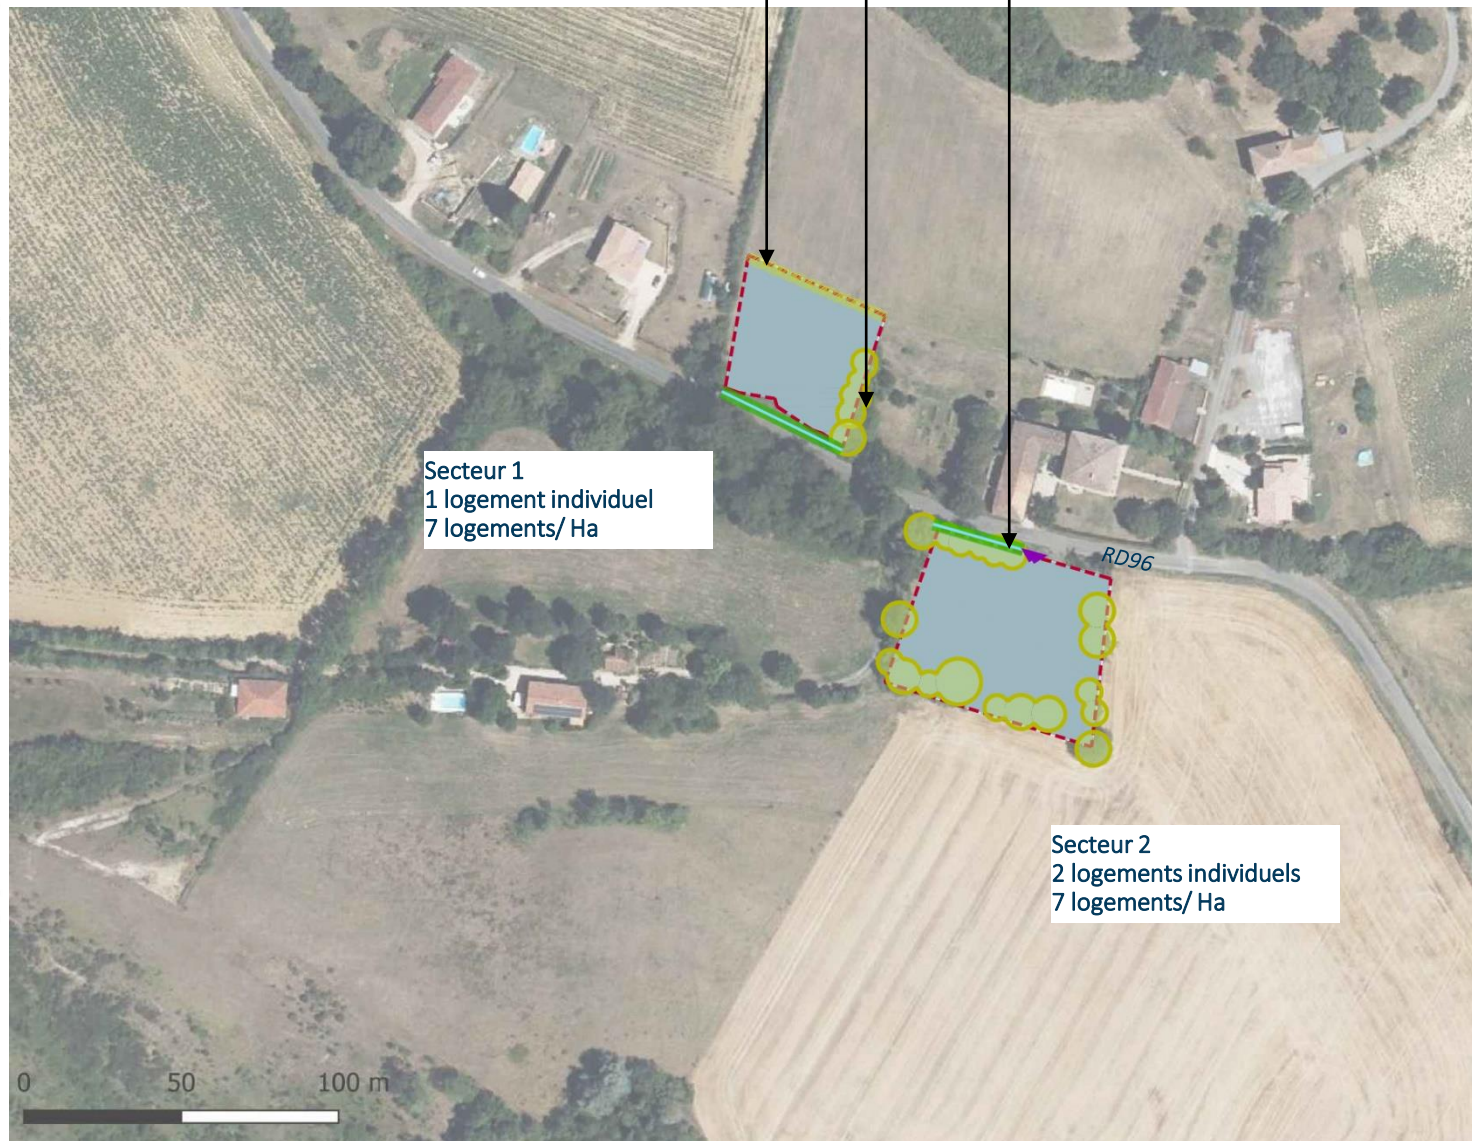 Secteur 1
1 logement individuel
7 logements/ Ha
RD96
Secteur 2
2 logements individuels
7 logements/ Ha
0 50 100 m